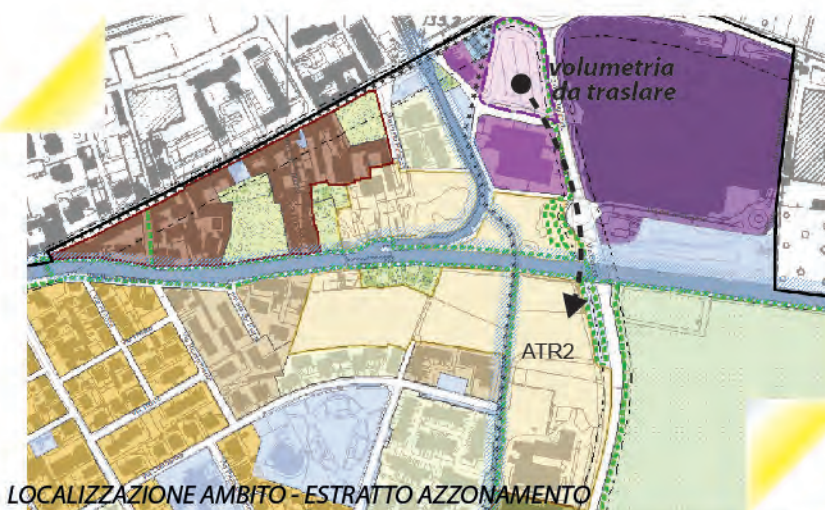 volumetria
da traslare
ATR2
LOCALIZZAZIONE AMBITO - ESTRATTO AZZONAMENTO